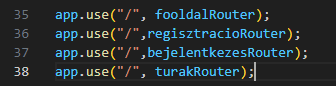 35 app.use("/", fooldalRouter);
36 app.use("/",regisztracioRouter);
37 app.use("/",bejelentkezesRouter);
38 app.use("/", turakRouter);